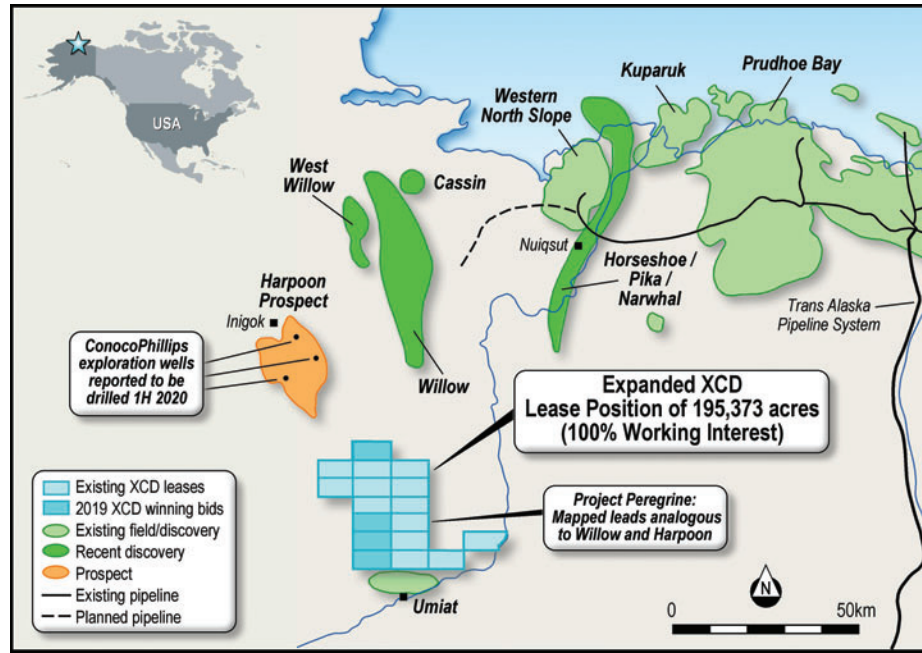 USA
Kuparuk
Prudhoe Bay
Western
North Slope
West
Willow
Cassin
Nuiqsut
Horseshoe /
Pika /
Narwhal
Trans Alaska
Pipeline System
Harpoon
Prospect
Inigok
ConocoPhillips
exploration wells
reported to be
drilled 1H 2020
Willow
Expanded XCD
Lease Position of 195,373 acres
(100% Working Interest)
Project Peregrine:
Mapped leads analogous
to Willow and Harpoon
Existing XCD leases
2019 XCD winning bids
Existing field/discovery
Recent discovery
Prospect
Existing pipeline
Planned pipeline
Umiat
N
0
50km